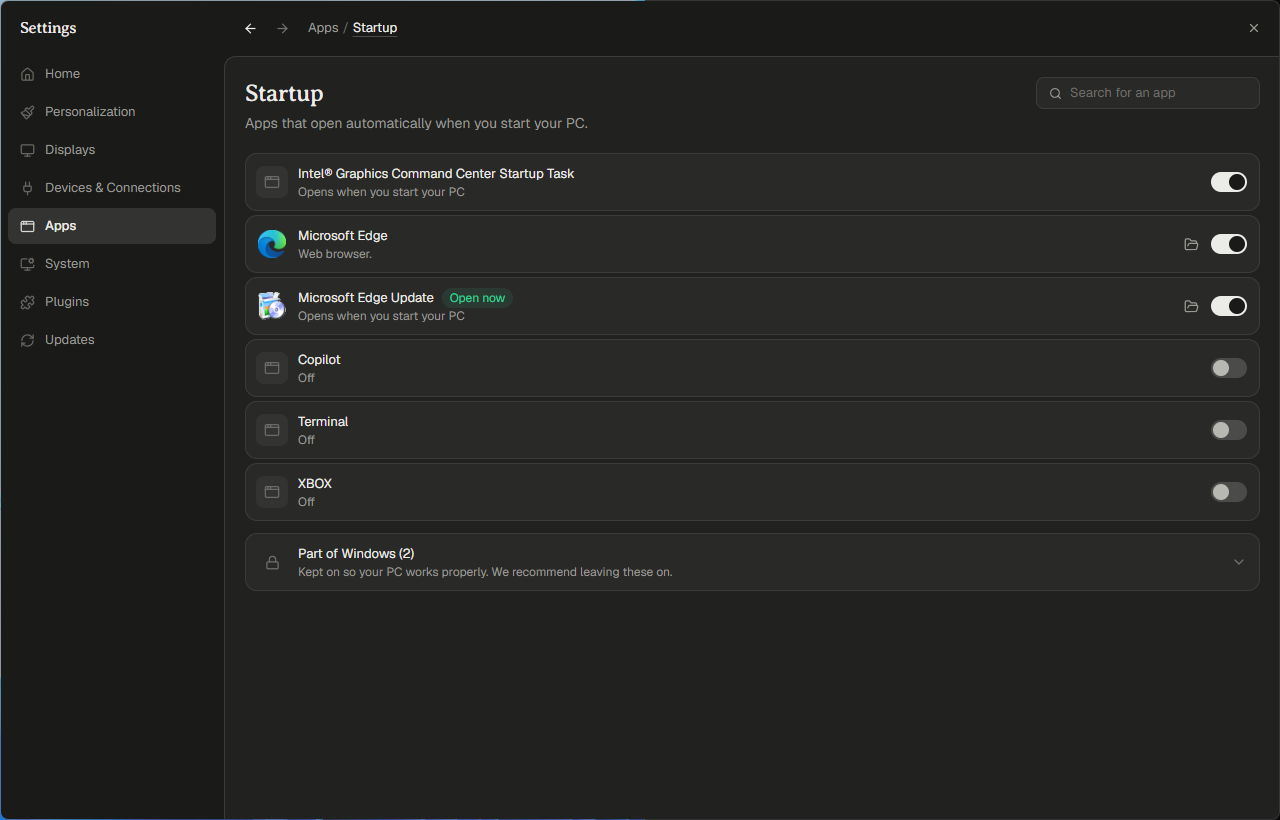 Settings
Apps / Startup
Home
Personalization
Displays
Devices & Connections
Apps
System
Plugins
Updates
Startup
Search for an app
Apps that open automatically when you start your PC.
Intel® Graphics Command Center Startup Task
Opens when you start your PC
Microsoft Edge
Web browser.
Microsoft Edge Update Open now
Opens when you start your PC
Copilot
Off
Terminal
Off
XBOX
Off
Part of Windows (2)
Kept on so your PC works properly. We recommend leaving these on.